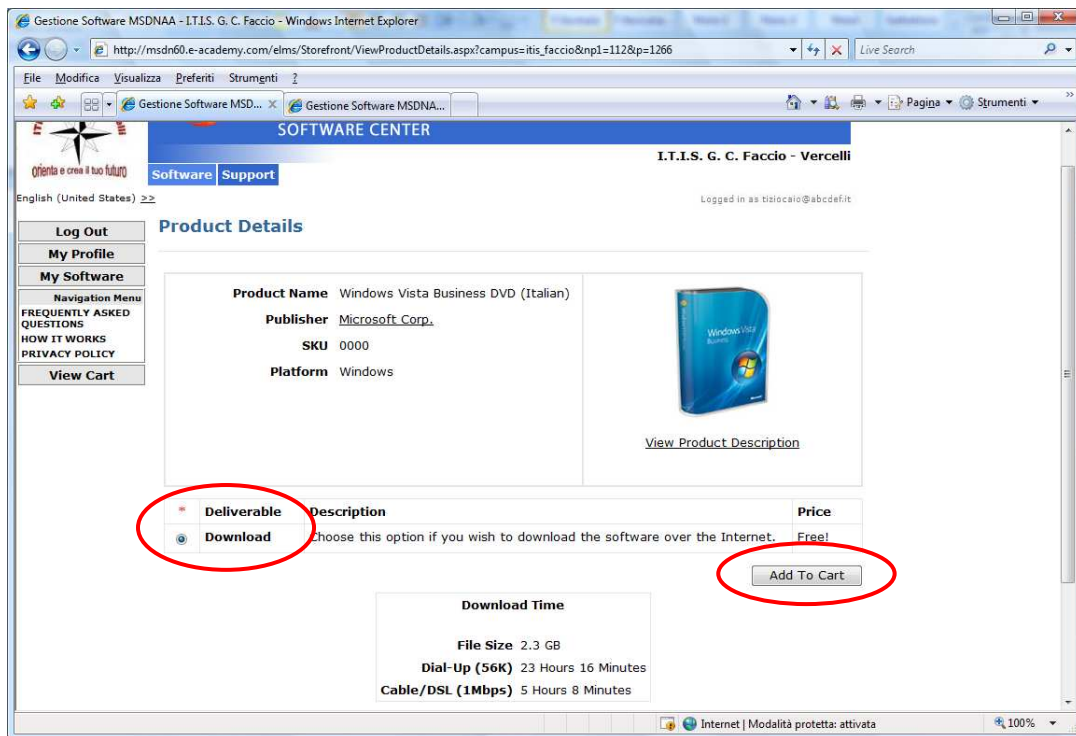 Gestione Software MSDNAA - I.T.I.S. G. C. Faccio - Windows Internet Explorer
http://msdn60.e-academy.com/elms/Storefront/ViewProductDetails.aspx?campus=itis_faccio&np1=112&p=1266
Live Search
File Modifica Visualizza Preferiti Strumenti ?
Gestione Software MSD... X Gestione Software MSDNA...
Pagina Strumenti
SOFTWARE CENTER
orienta e crea il tuo futuro
I.T.I.S. G. C. Faccio - Vercelli
Software Support
English (United States) >>
Logged in as tiziocaio@abcdef.it
Log Out
My Profile
My Software
Navigation Menu
FREQUENTLY ASKED
QUESTIONS
HOW IT WORKS
PRIVACY POLICY
View Cart
Product Details
Product Name Windows Vista Business DVD (Italian)
Publisher Microsoft Corp.
SKU 0000
Platform Windows
Windows Vista
Business
View Product Description
* Deliverable Description Price
Download Choose this option if you wish to download the software over the Internet. Free!
Add To Cart
Download Time
File Size 2.3 GB
Dial-Up (56K) 23 Hours 16 Minutes
Cable/DSL (1Mbps) 5 Hours 8 Minutes
Internet | Modalità protetta: attivata
100%